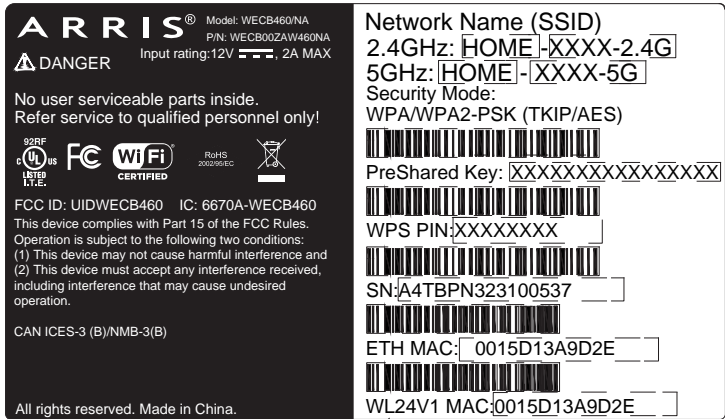 ARRIS®
Model: WECB460/NA
P/N: WECB00ZAW460NA
Input rating:12V , 2A MAX
DANGER
No user serviceable parts inside.
Refer service to qualified personnel only!
92RF
C UL US
LISTED
I.T.E.
FC
Wi Fi
CERTIFIED
RoHS
2002/95/EC
FCC ID: UIDWECB460 IC: 6670A-WECB460
This device complies with Part 15 of the FCC Rules.
Operation is subject to the following two conditions:
(1) This device may not cause harmful interference and
(2) This device must accept any interference received,
including interference that may cause undesired
operation.
CAN ICES-3 (B)/NMB-3(B)
All rights reserved. Made in China.
Network Name (SSID)
2.4GHz: HOME -XXXX-2.4G
5GHz: HOME - XXXX-5G
Security Mode:
WPA/WPA2-PSK (TKIP/AES)
PreShared Key: XXXXXXXXXXXXXXXX
WPS PIN:XXXXXXXX
SN:A4TBPN323100537
ETH MAC: 0015D13A9D2E
WL24V1 MAC:0015D13A9D2E